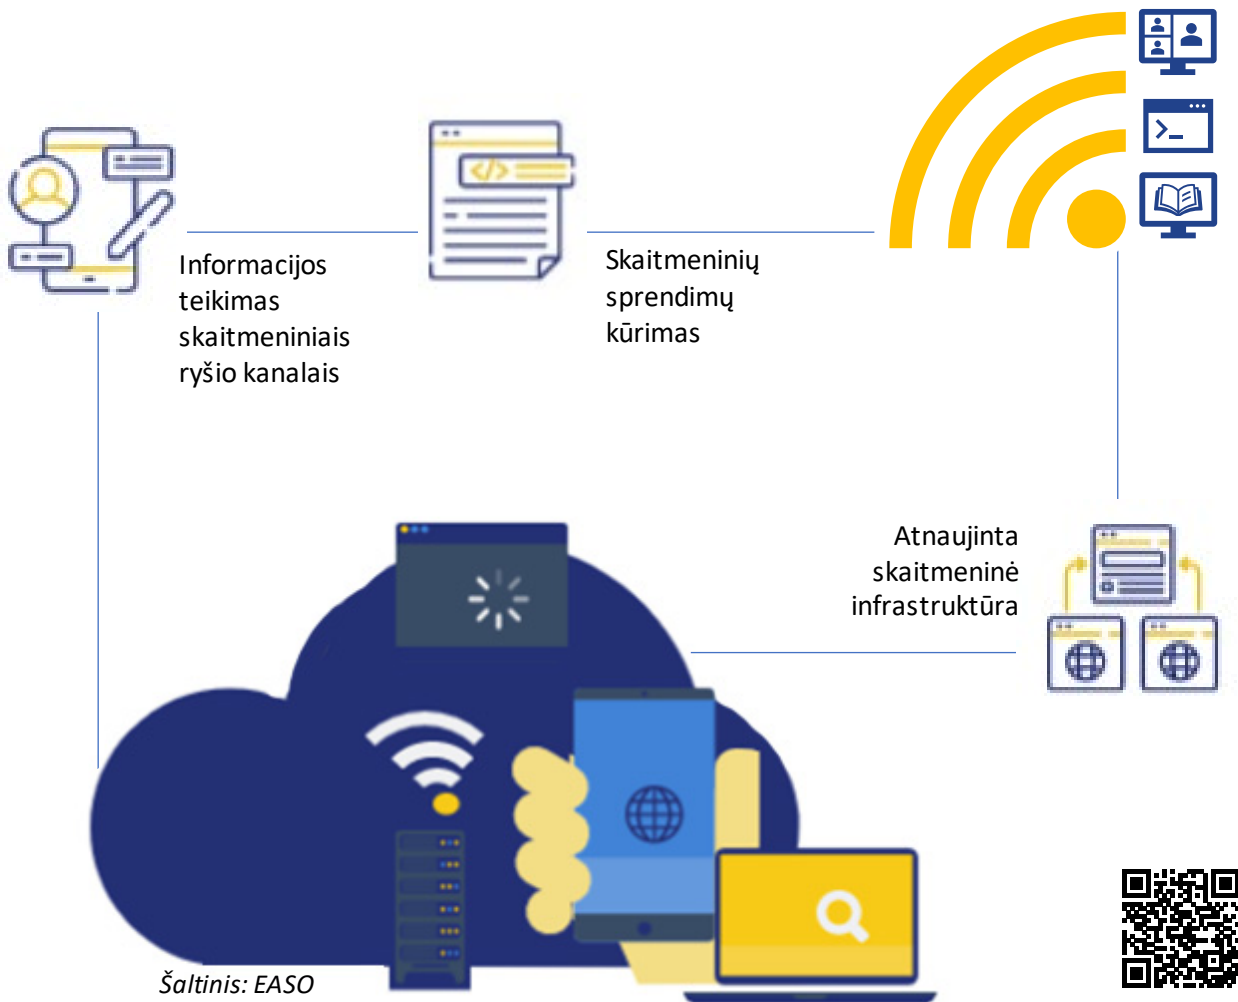 Informacijos
teikimas
skaitmeniniais
ryšio kanalais
</>
Skaitmeninių
sprendimų
kūrimas
>_
Atnaujinta
skaitmeninė
infrastruktūra
Šaltinis: EASO